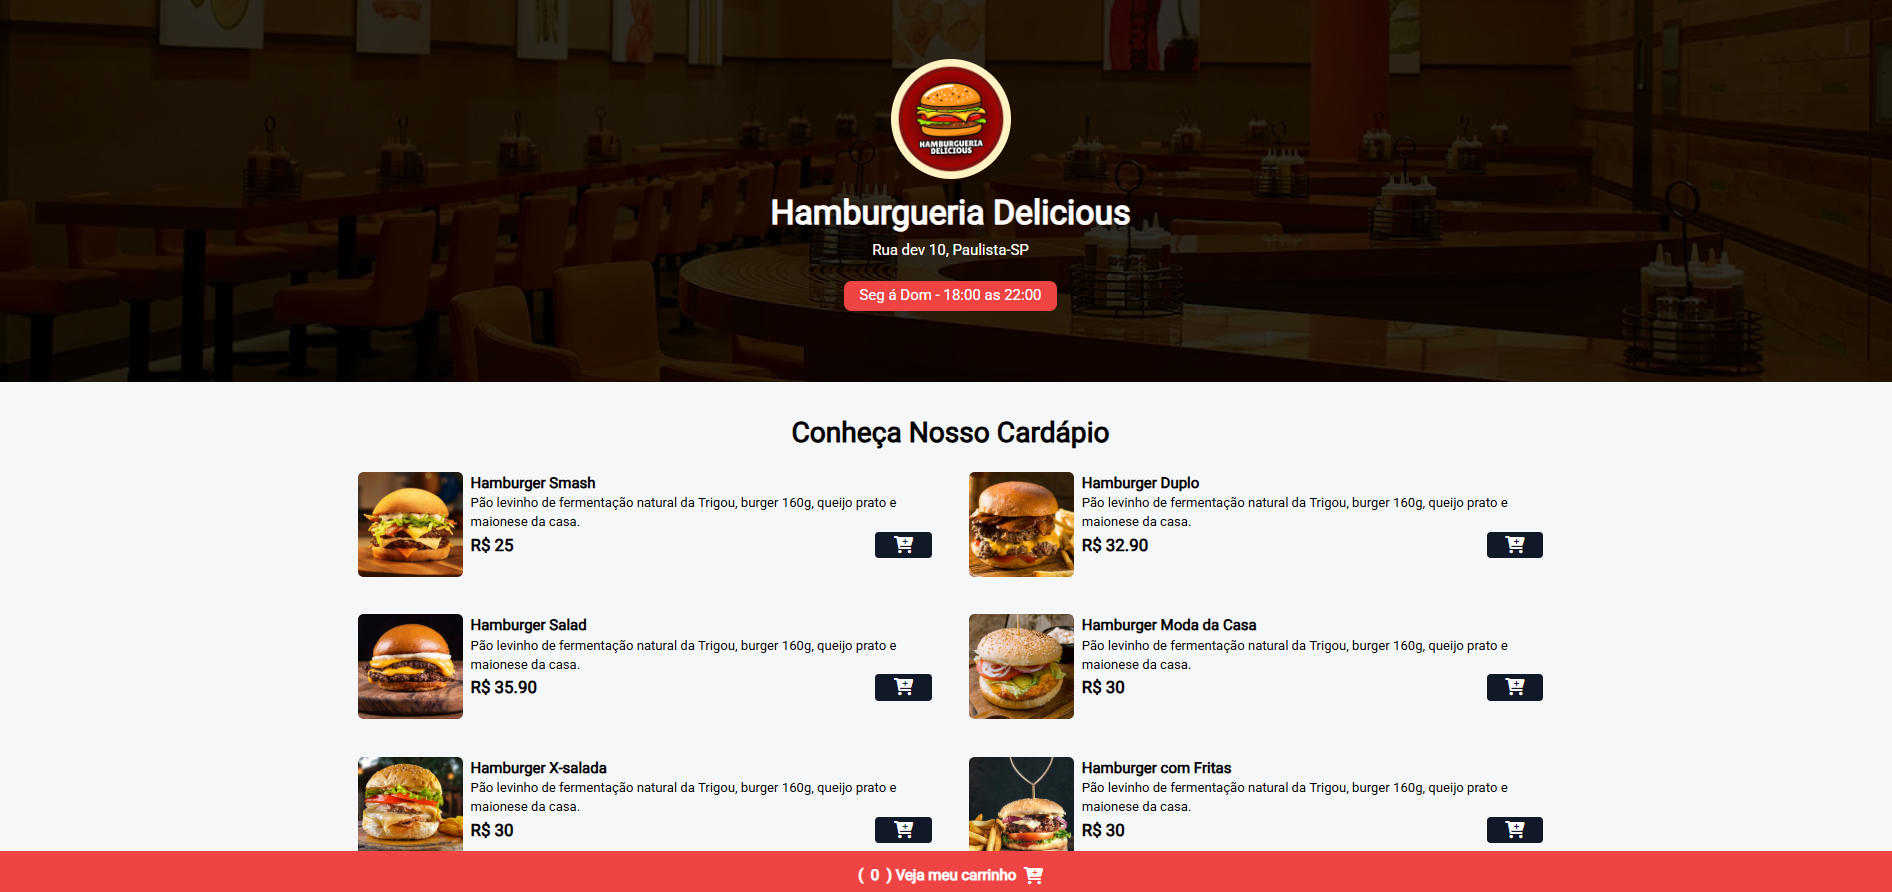 HAMBURGUERIA
DELICIOUS
Hamburgueria Delicious
Rua dev 10, Paulista-SP
Seg á Dom - 18:00 as 22:00
Conheça Nosso Cardápio
Hamburger Smash
Pão levinho de fermentação natural da Trigou, burger 160g, queijo prato e
maionese da casa.
R$ 25
Hamburger Duplo
Pão levinho de fermentação natural da Trigou, burger 160g, queijo prato e
maionese da casa.
R$ 32.90
Hamburger Salad
Pão levinho de fermentação natural da Trigou, burger 160g, queijo prato e
maionese da casa.
R$ 35.90
Hamburger Moda da Casa
Pão levinho de fermentação natural da Trigou, burger 160g, queijo prato e
maionese da casa.
R$ 30
Hamburger X-salada
Pão levinho de fermentação natural da Trigou, burger 160g, queijo prato e
maionese da casa.
R$ 30
Hamburger com Fritas
Pão levinho de fermentação natural da Trigou, burger 160g, queijo prato e
maionese da casa.
R$ 30
( 0 ) Veja meu carrinho